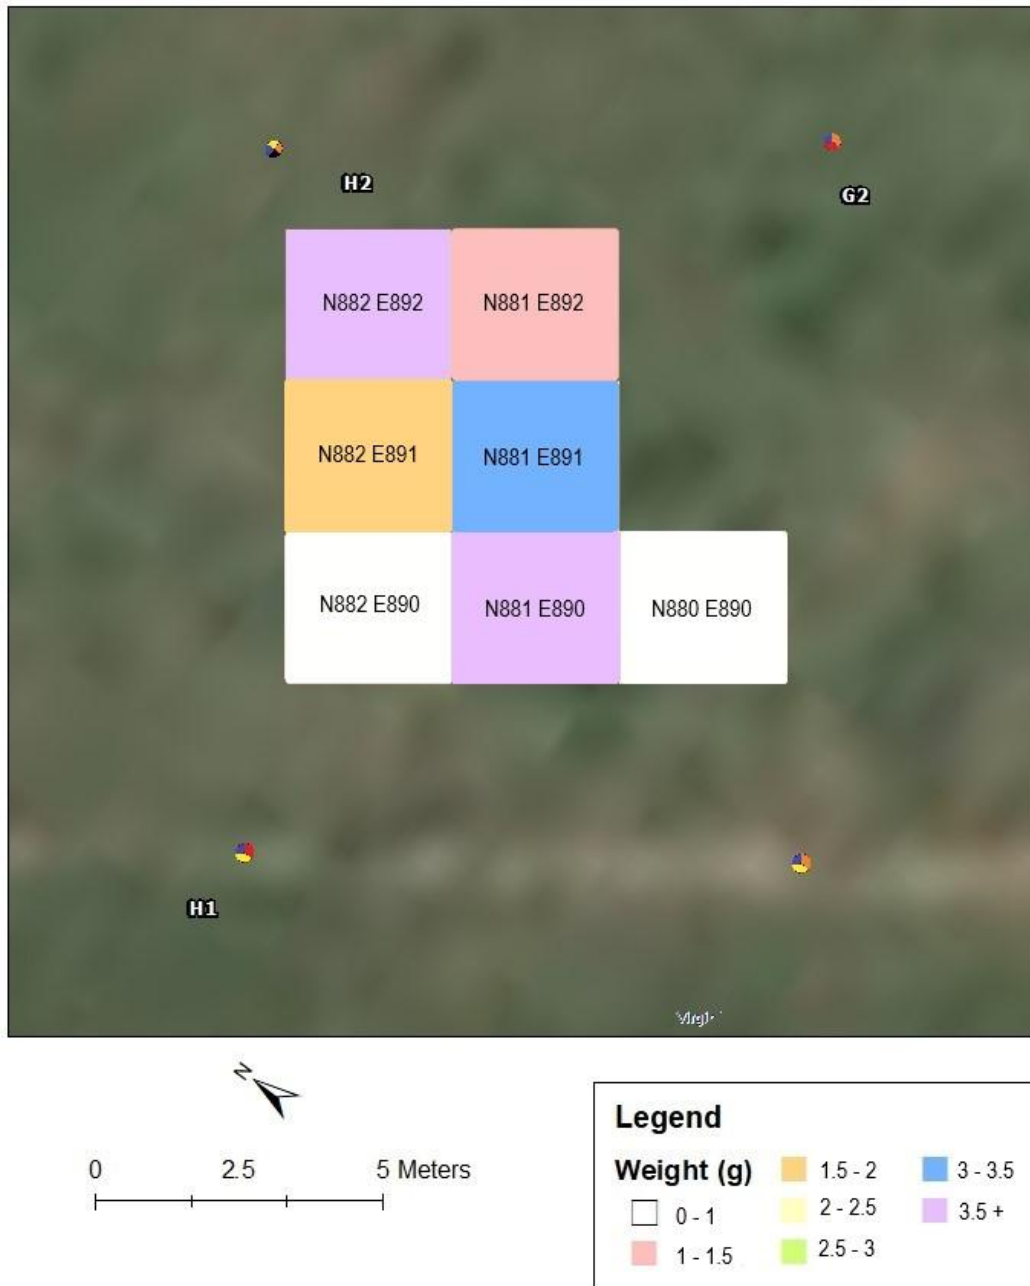 H2
G2
N882 E892 N881 E892
N882 E891 N881 E891
N882 E890 N881 E890 N880 E890
H1
N
0 2.5 5 Meters
Legend
Weight (g)
0 - 1
1 - 1.5
1.5 - 2
2 - 2.5
2.5 - 3
3 - 3.5
3.5 +